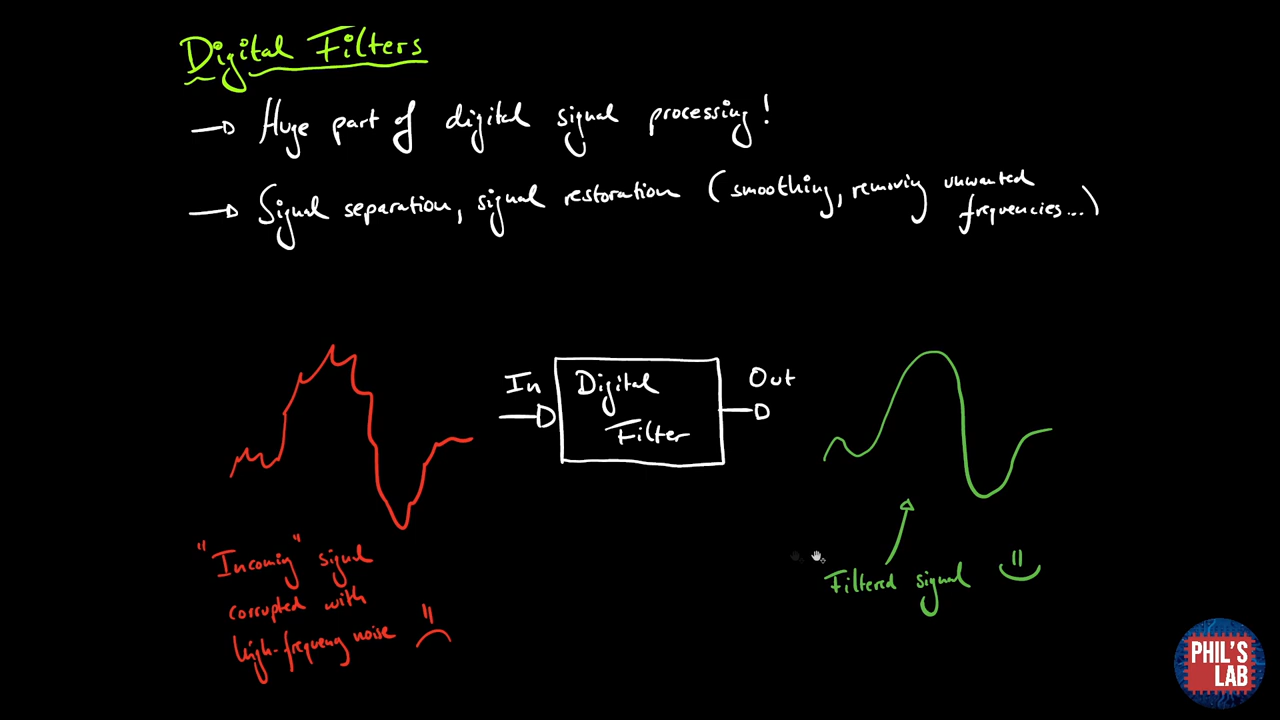 Digital Filters
→ Huge part of digital signal processing!
→ Signal separation, signal restoration (smoothing, removing unwanted
frequencies...)
In
Digital
Filter
Out
"Incoming" signal
corrupted with
high-frequency noise
Filtered signal
PHIL'S
LAB